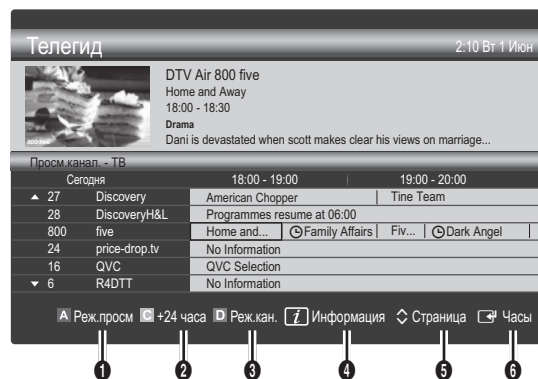 Телегид 2:10 Вт 1 Июн
DTV Air 800 five
Home and Away
18:00 - 18:30
Drama
Dani is devastated when scott makes clear his views on marriage...
800 five
Просм.канал. - ТВ
Сегодня 18:00 - 19:00 19:00 - 20:00
▲ 27 Discovery American Chopper Tine Team
28 DiscoveryH&L Programmes resume at 06:00
800 five Home and... Family Affairs Fiv... Dark Angel
24 price-drop.tv No Information
16 QVC QVC Selection
▼ 6 R4DTT No Information
A Реж.просм C +24 часа D Реж.кан. i Информация Страница Часы
1 2 3 4 5 6